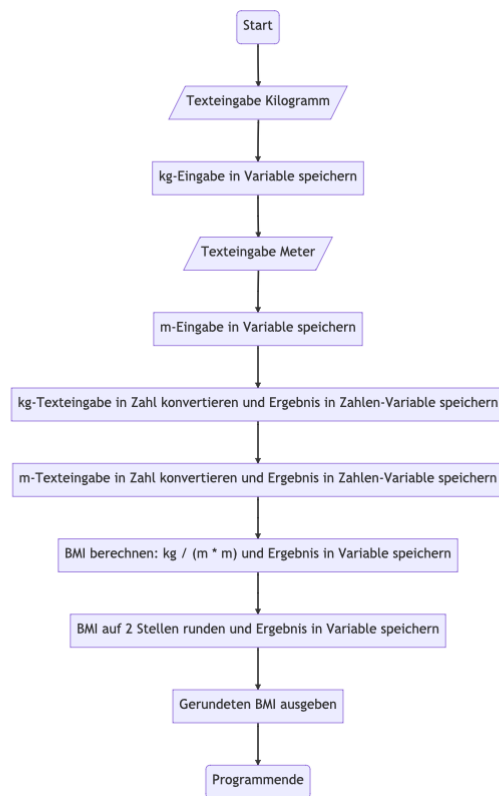 Start
Texteingabe Kilogramm
kg-Eingabe in Variable speichern
Texteingabe Meter
m-Eingabe in Variable speichern
kg-Texteingabe in Zahl konvertieren und Ergebnis in Zahlen-Variable speichern
m-Texteingabe in Zahl konvertieren und Ergebnis in Zahlen-Variable speichern
BMI berechnen: kg / (m * m) und Ergebnis in Variable speichern
BMI auf 2 Stellen runden und Ergebnis in Variable speichern
Gerundeten BMI ausgeben
Programmende